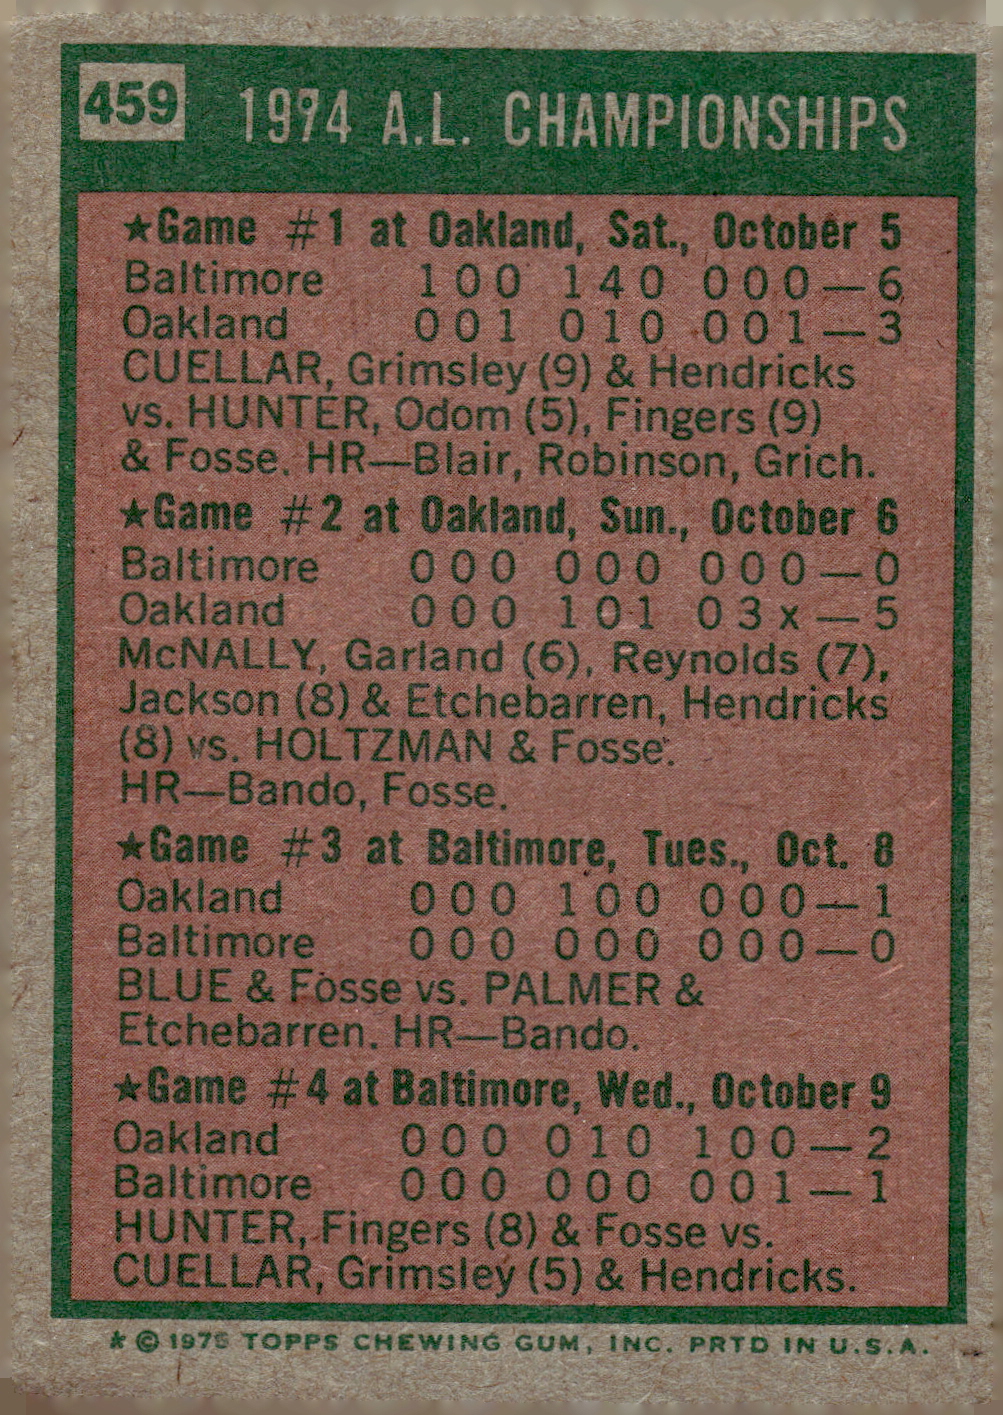 459 1974 A.L. CHAMPIONSHIPS
★Game #1 at Oakland, Sat., October 5
Baltimore 100 140 000—6
Oakland 001 010 001—3
CUELLAR, Grimsley (9) & Hendricks
vs. HUNTER, Odom (5), Fingers (9)
& Fosse. HR—Blair, Robinson, Grich.
★Game #2 at Oakland, Sun., October 6
Baltimore 000 000 000—0
Oakland 000 101 03x—5
McNALLY, Garland (6), Reynolds (7),
Jackson (8) & Etchebarren, Hendricks
(8) vs. HOLTZMAN & Fosse.
HR—Bando, Fosse.
★Game #3 at Baltimore, Tues., Oct. 8
Oakland 000 100 000—1
Baltimore 000 000 000—0
BLUE & Fosse vs. PALMER &
Etchebarren. HR—Bando.
★Game #4 at Baltimore, Wed., October 9
Oakland 000 010 100—2
Baltimore 000 000 001—1
HUNTER, Fingers (8) & Fosse vs.
CUELLAR, Grimsley (5) & Hendricks.
* © 1975 TOPPS CHEWING GUM, INC. PRTD IN U.S.A.